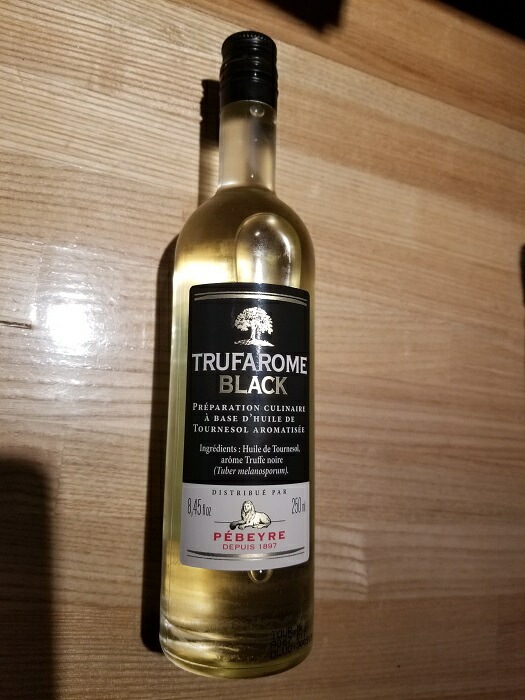 TRUFAROME
BLACK
PRÉPARATION CULINAIRE
À BASE D'HUILE DE
TOURNESOL AROMATISÉE
Ingrédients : Huile de Tournesol,
arôme Truffe noire
(Tuber melanosporum).
DISTRIBUÉ PAR
8,45 fl oz
250 ml
PÉBEYRE
DEPUIS 1897